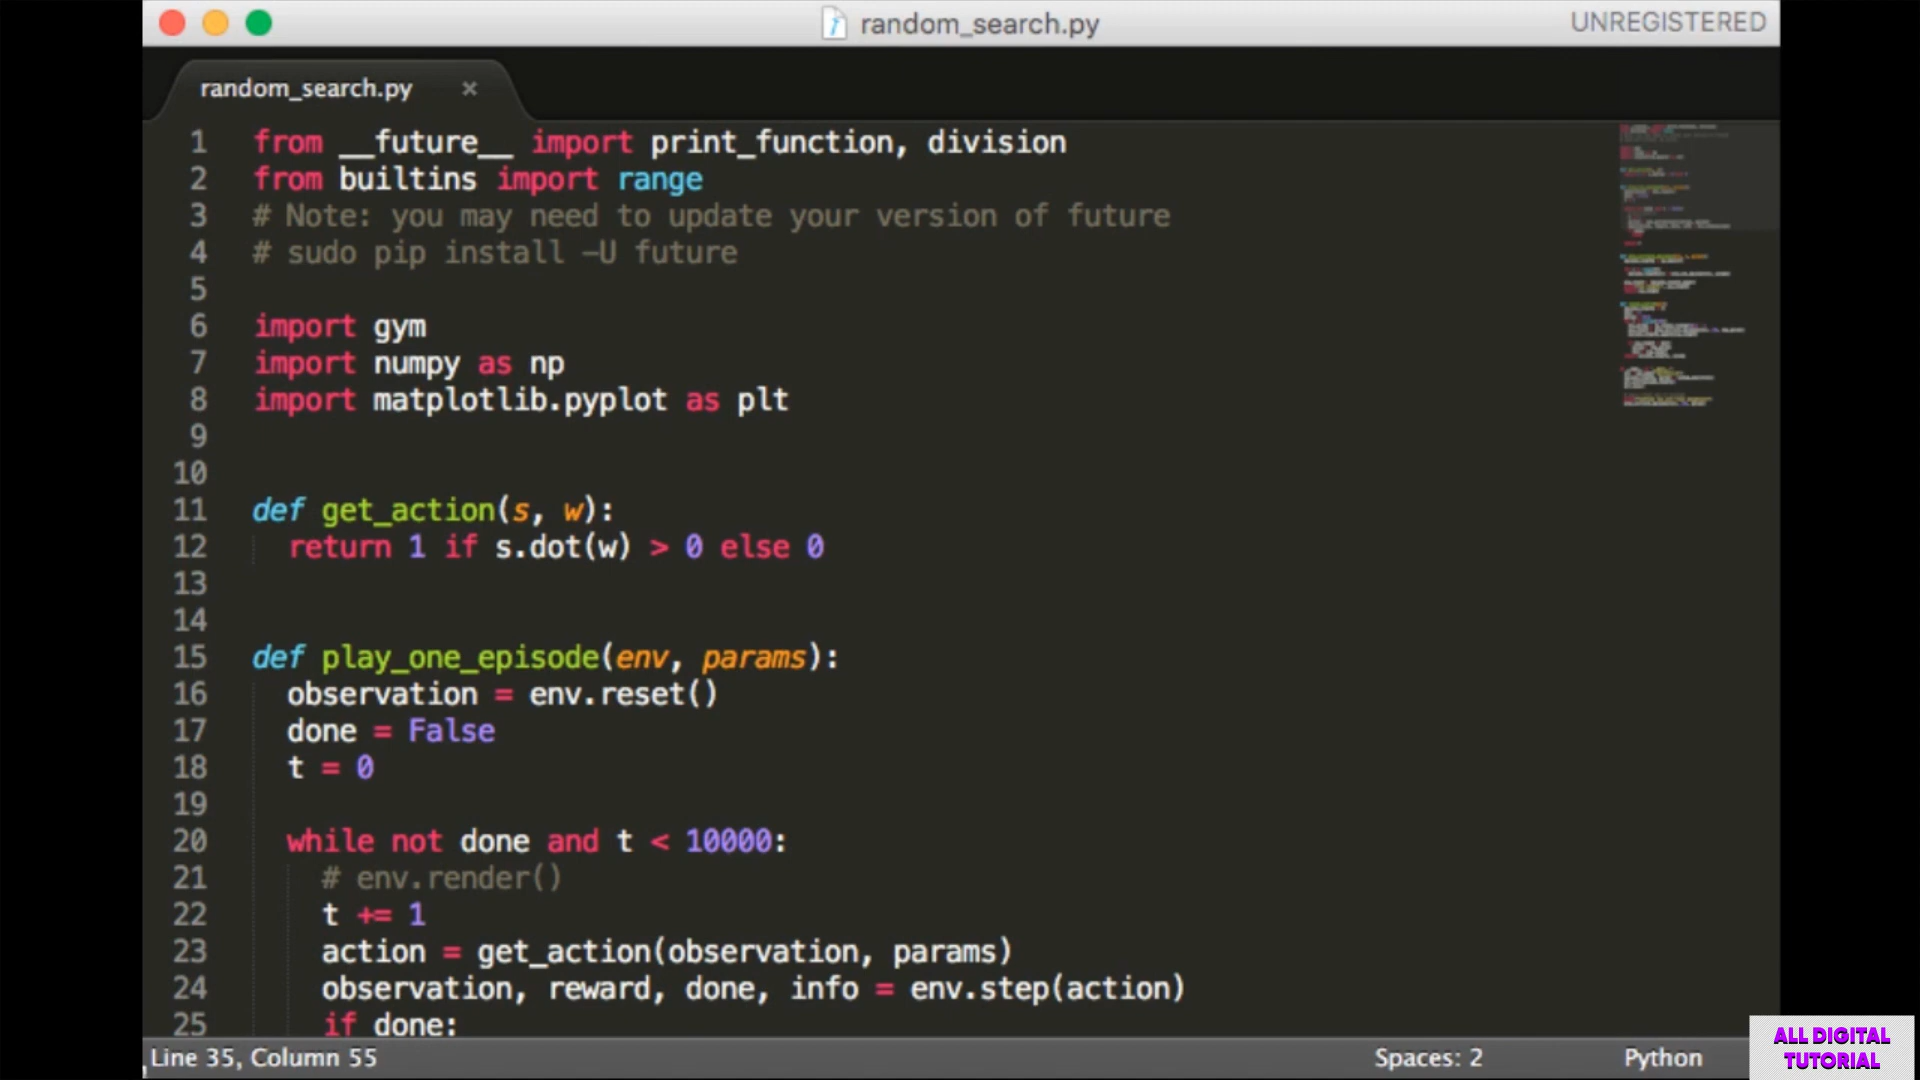 random_search.py
UNREGISTERED
random_search.py ×
1 from __future__ import print_function, division
2 from builtins import range
3 # Note: you may need to update your version of future
4 # sudo pip install -U future
5
6 import gym
7 import numpy as np
8 import matplotlib.pyplot as plt
9
10
11 def get_action(s, w):
12   return 1 if s.dot(w) > 0 else 0
13
14
15 def play_one_episode(env, params):
16   observation = env.reset()
17   done = False
18   t = 0
19
20   while not done and t < 10000:
21     # env.render()
22     t += 1
23     action = get_action(observation, params)
24     observation, reward, done, info = env.step(action)
25     if done:
Line 35, Column 55
Spaces: 2
Python
ALL DIGITAL
TUTORIAL